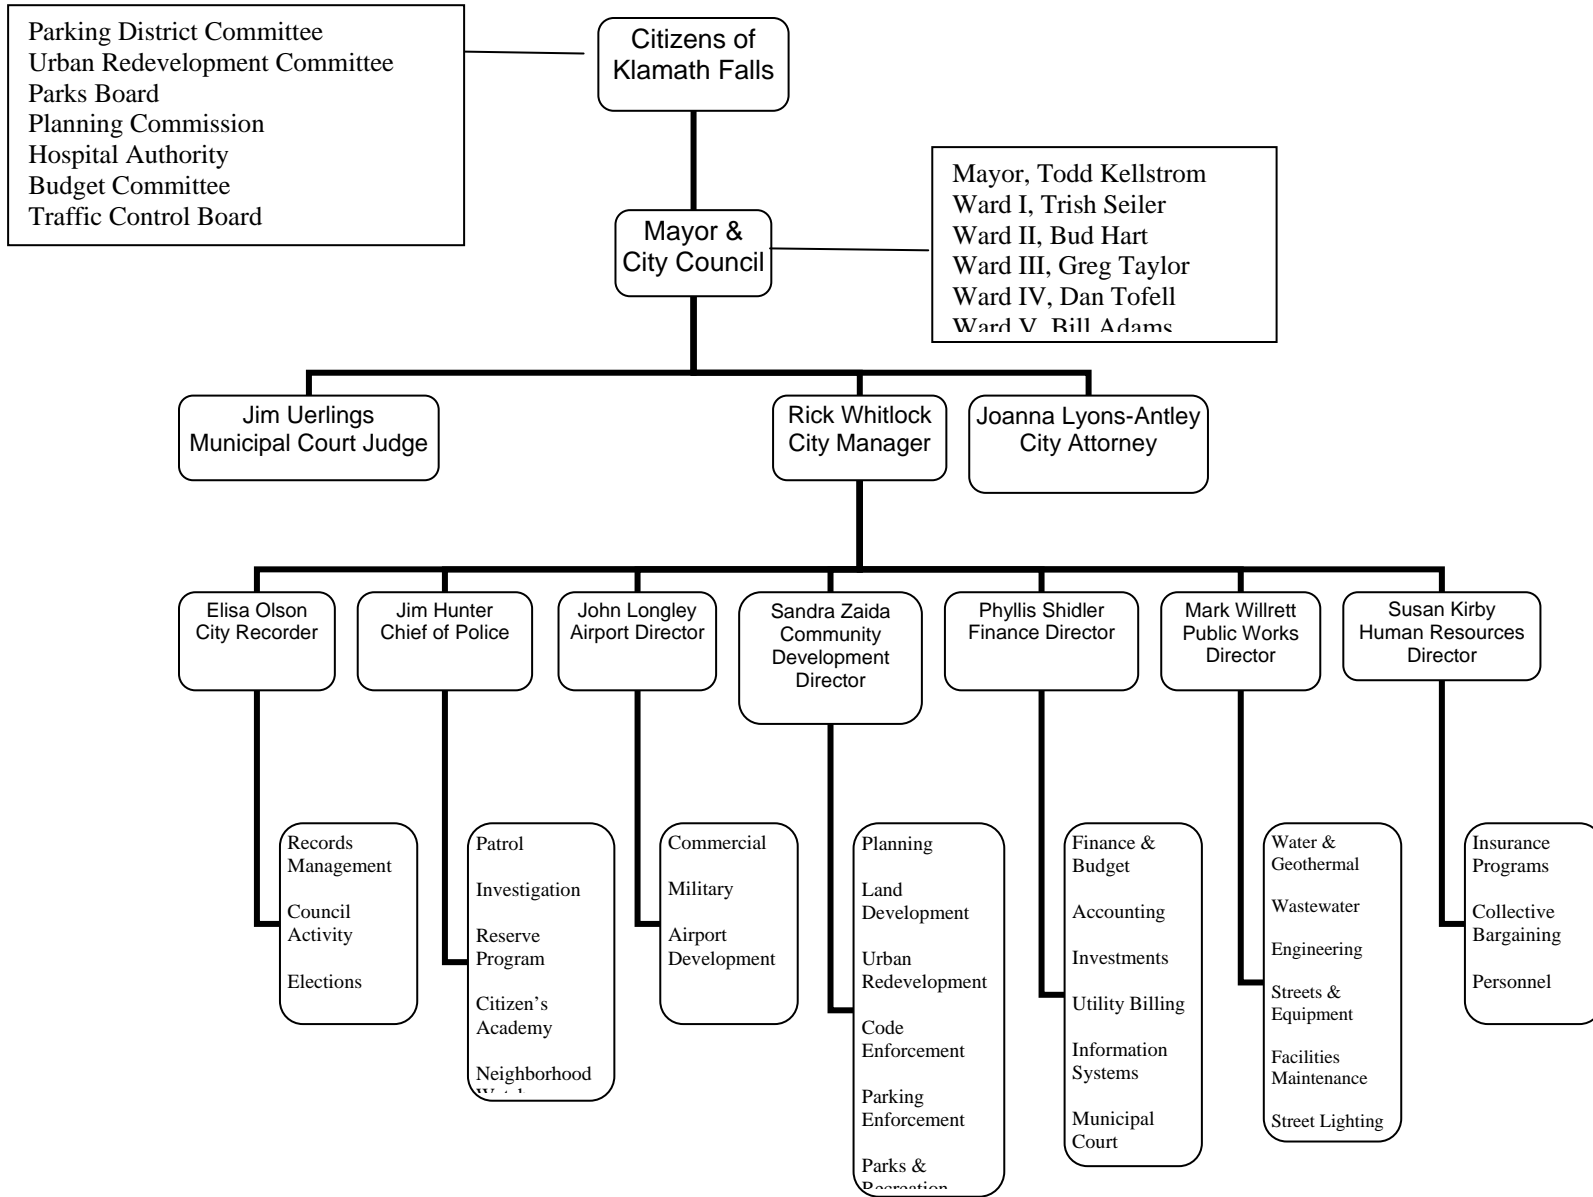 Parking District Committee
Urban Redevelopment Committee
Parks Board
Planning Commission
Hospital Authority
Budget Committee
Traffic Control Board
Citizens of
Klamath Falls
Mayor &
City Council
Mayor, Todd Kellstrom
Ward I, Trish Seiler
Ward II, Bud Hart
Ward III, Greg Taylor
Ward IV, Dan Tofell
Ward V, Bill Adams
Jim Uerlings
Municipal Court Judge
Rick Whitlock
City Manager
Joanna Lyons-Antley
City Attorney
Elisa Olson
City Recorder
Jim Hunter
Chief of Police
John Longley
Airport Director
Sandra Zaida
Community
Development
Director
Phyllis Shidler
Finance Director
Mark Willrett
Public Works
Director
Susan Kirby
Human Resources
Director
Records
Management
Council
Activity
Elections
Patrol
Investigation
Reserve
Program
Citizen's
Academy
Neighborhood
Commercial
Military
Airport
Development
Planning
Land
Development
Urban
Redevelopment
Code
Enforcement
Parking
Enforcement
Parks &
Recreation
Finance &
Budget
Accounting
Investments
Utility Billing
Information
Systems
Municipal
Court
Water &
Geothermal
Wastewater
Engineering
Streets &
Equipment
Facilities
Maintenance
Street Lighting
Insurance
Programs
Collective
Bargaining
Personnel